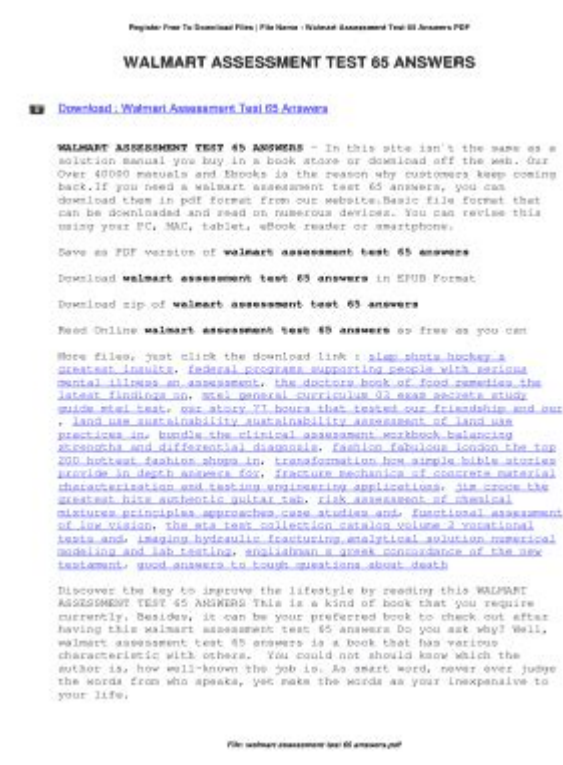 Register Free To Download Files | File Name - Walmart Assessment Test 65 Answers PDF
WALMART ASSESSMENT TEST 65 ANSWERS
Download : Walmart Assessment Test 65 Answers
WALMART ASSESSMENT TEST 65 ANSWERS - In this site isn't the same as a
solution manual you buy in a book store or download off the web. Our
Over 40000 manuals and Ebooks is the reason why customers keep coming
back.If you need a walmart assessment test 65 answers, you can
download them in pdf format from our website.Basic file format that
can be downloaded and read on numerous devices. You can revise this
using your PC, MAC, tablet, eBook reader or smartphone.
Save as PDF version of walmart assessment test 65 answers
Download walmart assessment test 65 answers in EPUB Format
Download zip of walmart assessment test 65 answers
Read Online walmart assessment test 65 answers as free as you can
More files, just click the download link : slap shots hockey s
greatest insults, federal programs supporting people with serious
mental illness an assessment, the doctors book of food remedies the
latest findings on, mtel general curriculum 03 exam secrets study
guide mtel test, our story 77 hours that tested our friendship and our
, land use sustainability sustainability assessment of land use
practices in, bundle the clinical assessment workbook balancing
strengths and differential diagnosis, fashion fabulous london the top
200 hottest fashion shops in, transformation how simple bible stories
provide in depth answers for, fracture mechanics of concrete material
characterization and testing engineering applications, jim croce the
greatest hits authentic guitar tab, risk assessment of chemical
mixtures principles approaches case studies and, functional assessment
of low vision, the ets test collection catalog volume 2 vocational
tests and, imaging hydraulic fracturing analytical solution numerical
modeling and lab testing, englishman s greek concordance of the new
testament, good answers to tough questions about death
Discover the key to improve the lifestyle by reading this WALMART
ASSESSMENT TEST 65 ANSWERS This is a kind of book that you require
currently. Besides, it can be your preferred book to check out after
having this walmart assessment test 65 answers Do you ask why? Well,
walmart assessment test 65 answers is a book that has various
characteristic with others. You could not should know which the
author is, how well-known the job is. As smart word, never ever judge
the words from who speaks, yet make the words as your inexpensive to
your life.
File: walmart assessment test 65 answers.pdf